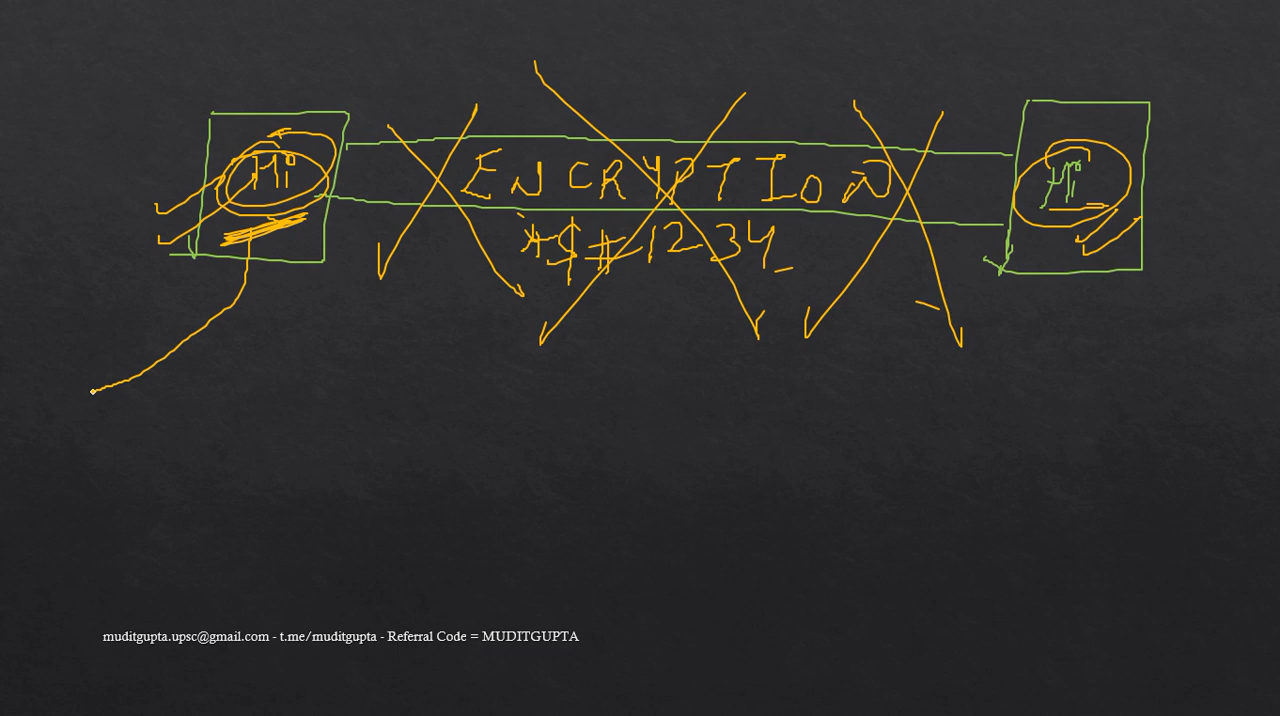 Hi ENCRYPTION Hi
*$#1234
muditgupta.upsc@gmail.com - t.me/muditgupta - Referral Code = MUDITGUPTA